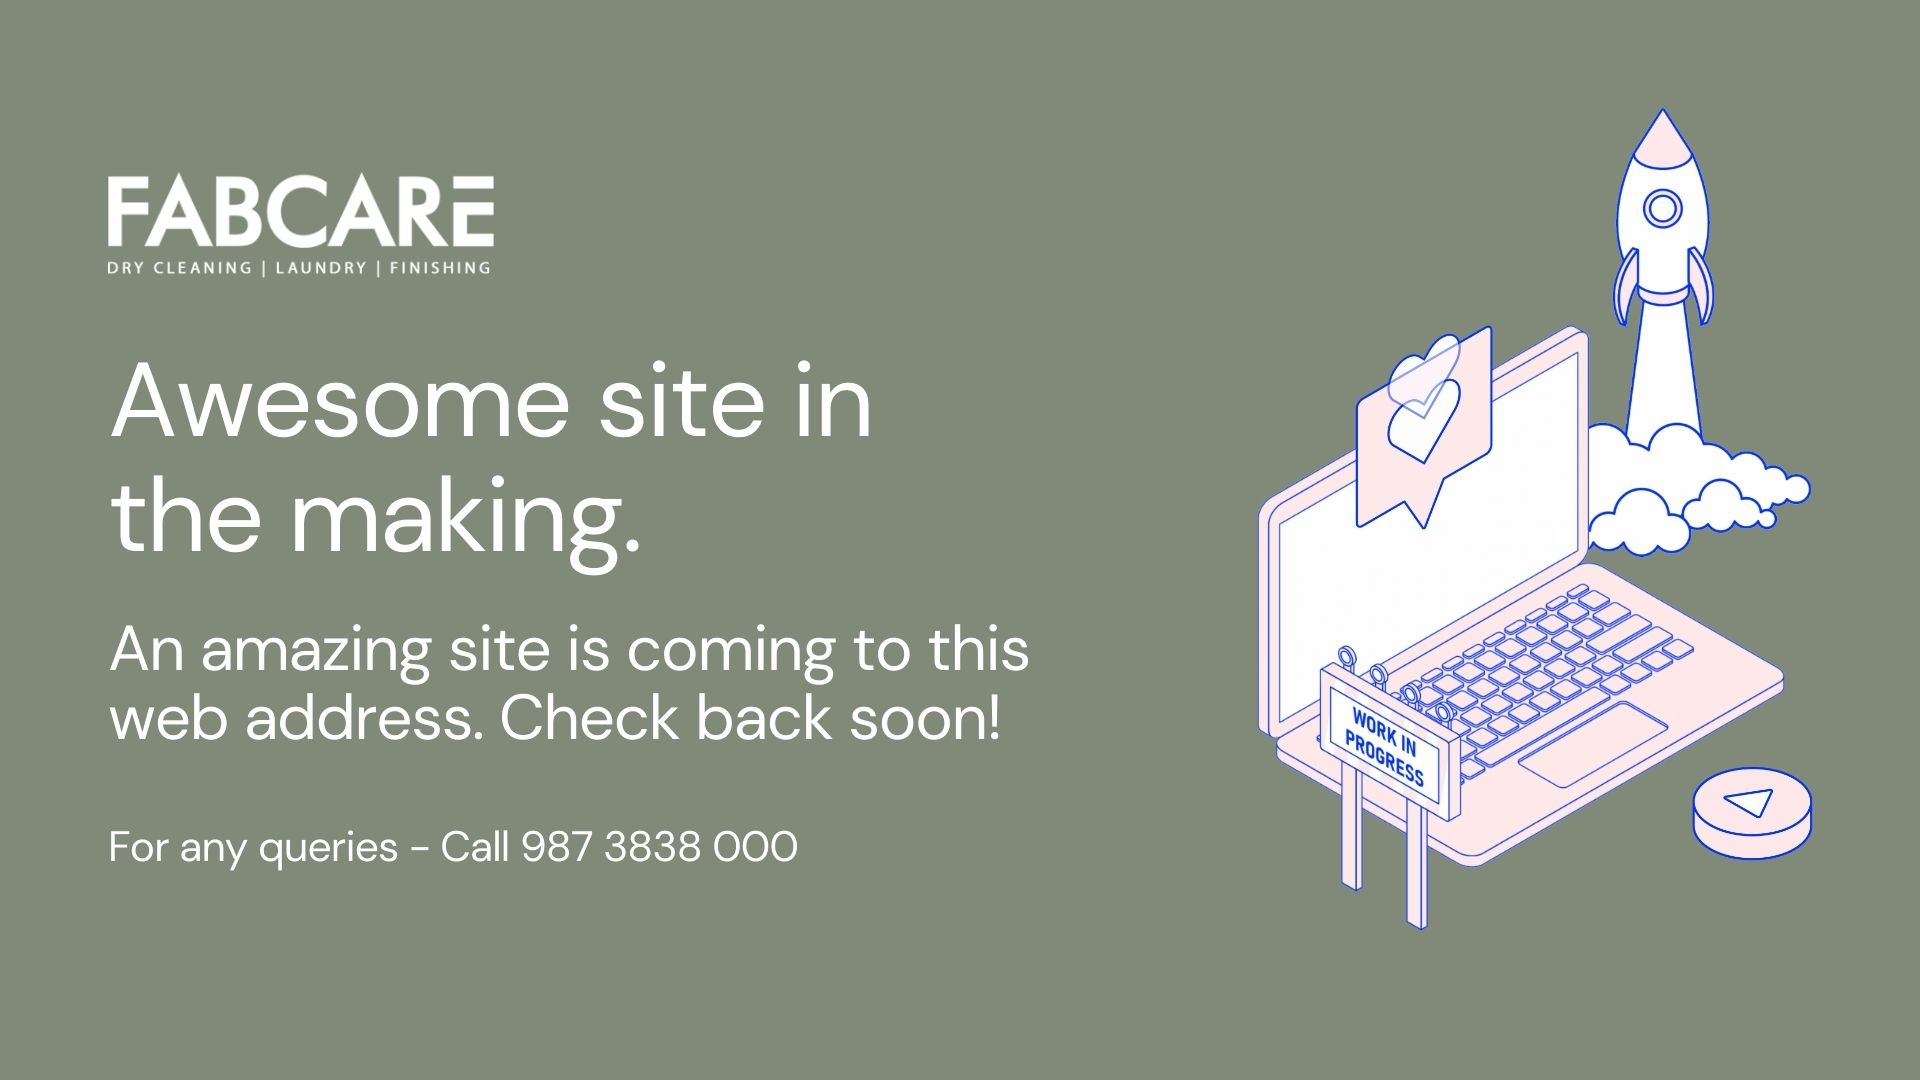 FABCARE
DRY CLEANING | LAUNDRY | FINISHING
Awesome site in
the making.
An amazing site is coming to this
web address. Check back soon!
For any queries - Call 987 3838 000
WORK IN
PROGRESS